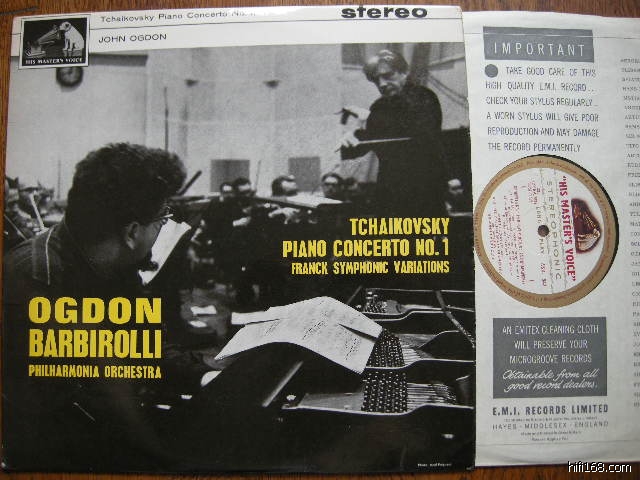 Tchaikovsky Piano Concerto No. 1
stereo
JOHN OGDON
HIS MASTER'S VOICE
TCHAIKOVSKY
PIANO CONCERTO NO. 1
FRANCK SYMPHONIC VARIATIONS
OGDON
BARBIROLLI
PHILHARMONIA ORCHESTRA
IMPORTANT
TAKE GOOD CARE OF THIS
HIGH QUALITY E.M.I. RECORD..
CHECK YOUR STYLUS REGULARLY..
A WORN STYLUS WILL GIVE POOR
REPRODUCTION AND MAY DAMAGE
THE RECORD PERMANENTLY
"HIS MASTER'S VOICE"
STEREOPHONIC
AN EMITEX CLEANING CLOTH
WILL PRESERVE YOUR
MICROGROOVE RECORDS
Obtainable from all
good record dealers.
E.M.I. RECORDS LIMITED
HAYES · MIDDLESEX · ENGLAND
hifi168.com